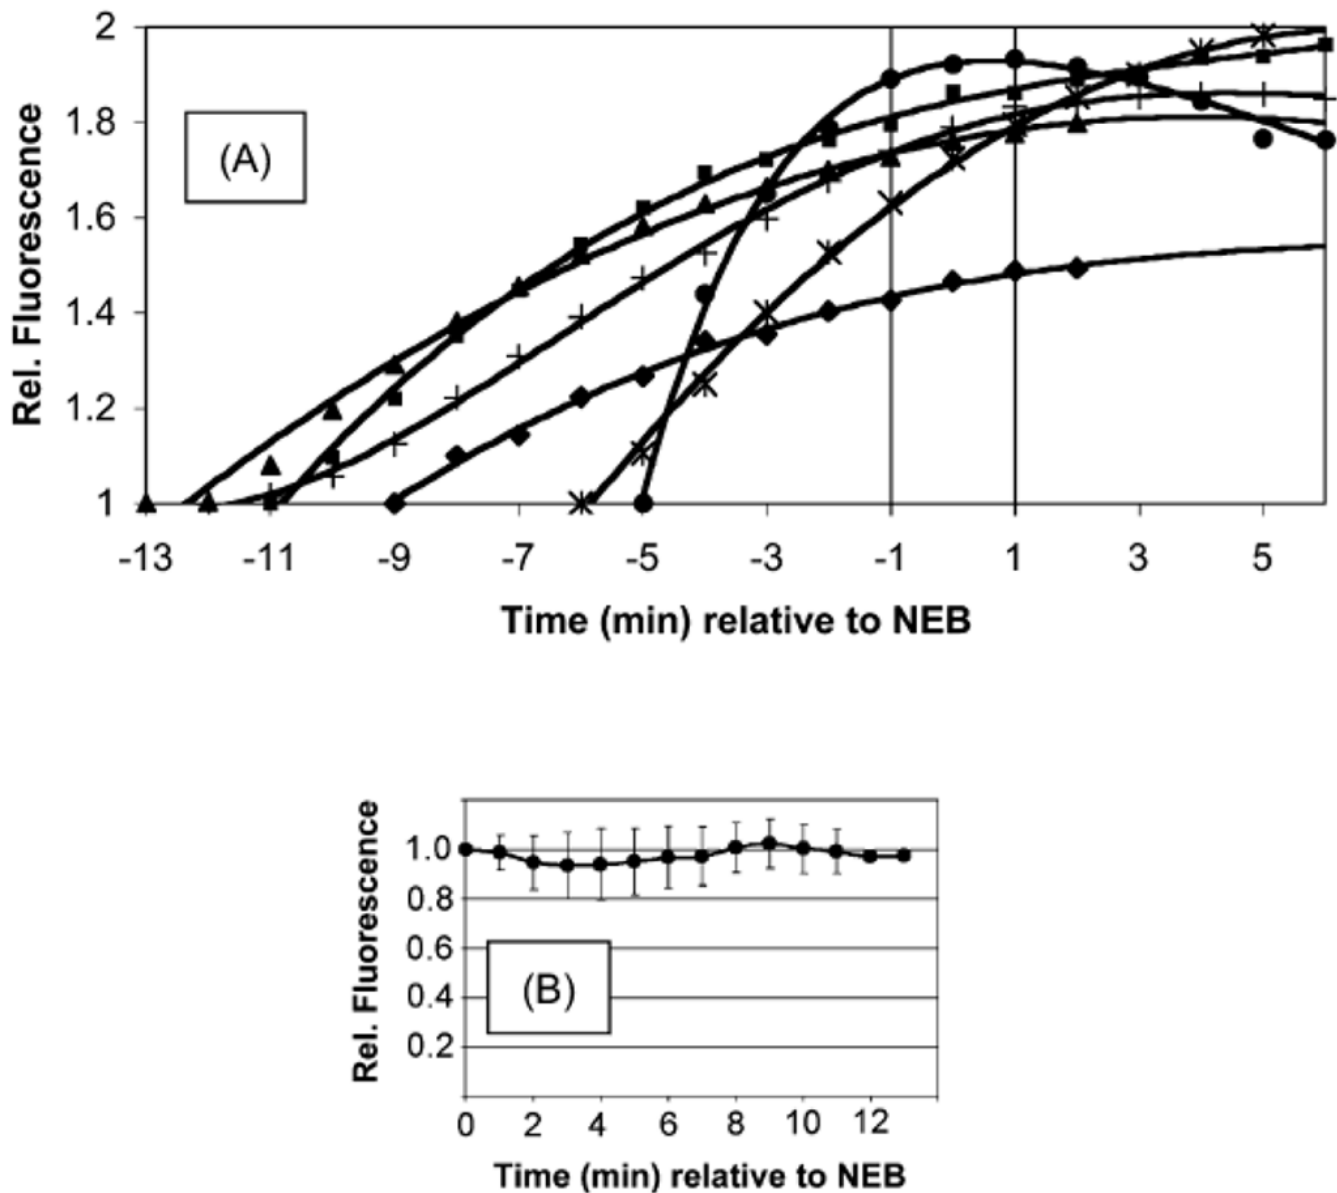 2
1.8
1.6
1.4
1.2
1
Rel. Fluorescence
(A)
-13 -11 -9 -7 -5 -3 -1 1 3 5
Time (min) relative to NEB
1.0
0.8
0.6
0.4
0.2
Rel. Fluorescence
(B)
0 2 4 6 8 10 12
Time (min) relative to NEB